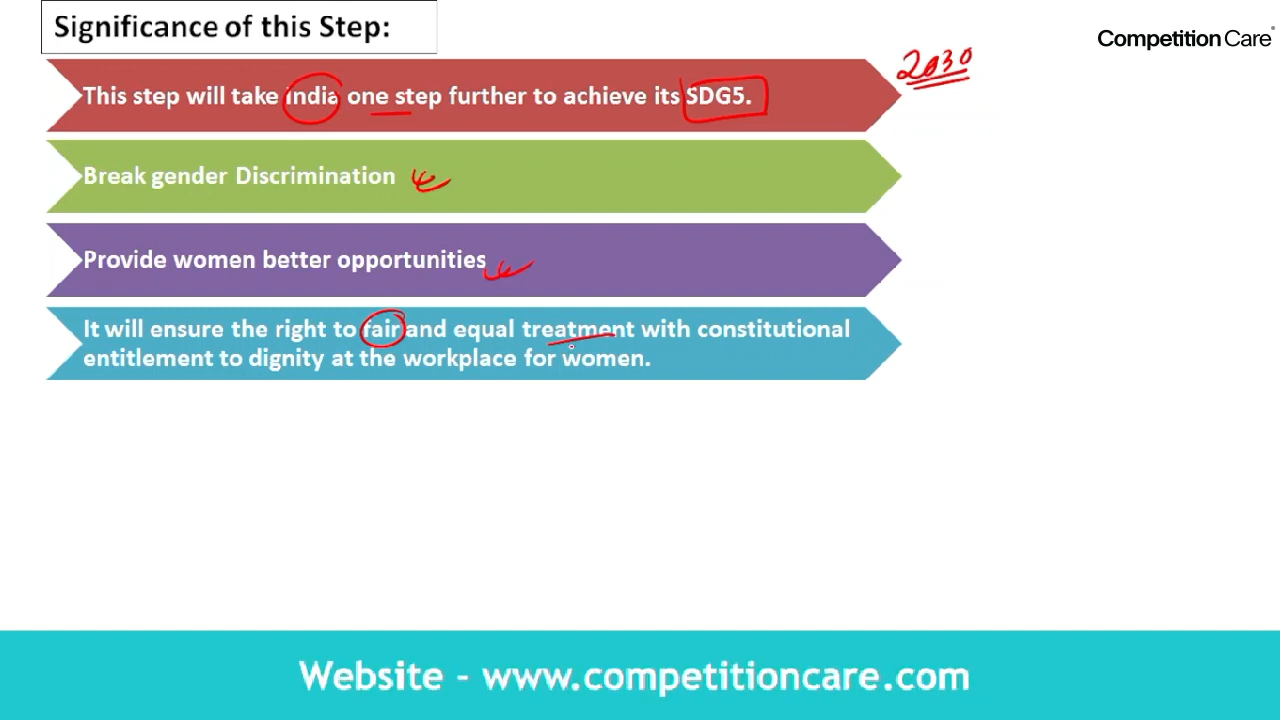 Significance of this Step:
Competition Care
2030
This step will take india one step further to achieve its SDG5.
Break gender Discrimination
Provide women better opportunities
It will ensure the right to fair and equal treatment with constitutional
entitlement to dignity at the workplace for women.
Website - www.competitioncare.com